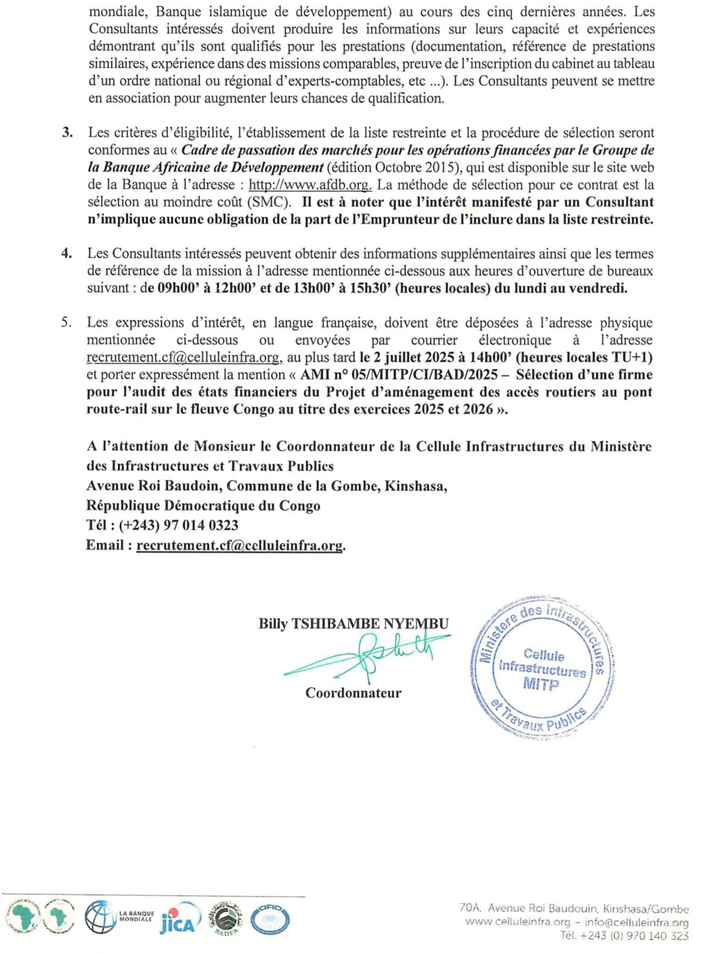 mondiale, Banque islamique de développement) au cours des cinq dernières années. Les
Consultants intéressés doivent produire les informations sur leurs capacité et expériences
démontrant qu'ils sont qualifiés pour les prestations (documentation, référence de prestations
similaires, expérience dans des missions comparables, preuve de l'inscription du cabinet au tableau
d'un ordre national ou régional d'experts-comptables, etc ...). Les Consultants peuvent se mettre
en association pour augmenter leurs chances de qualification.
3. Les critères d'éligibilité, l'établissement de la liste restreinte et la procédure de sélection seront
conformes au « Cadre de passation des marchés pour les opérations financées par le Groupe de
la Banque Africaine de Développement (édition Octobre 2015), qui est disponible sur le site web
de la Banque à l'adresse : http://www.afdb.org. La méthode de sélection pour ce contrat est la
sélection au moindre coût (SMC). Il est à noter que l'intérêt manifesté par un Consultant
n'implique aucune obligation de la part de l'Emprunteur de l'inclure dans la liste restreinte.
4. Les Consultants intéressés peuvent obtenir des informations supplémentaires ainsi que les termes
de référence de la mission à l'adresse mentionnée ci-dessous aux heures d'ouverture de bureaux
suivant : de 09h00' à 12h00' et de 13h00' à 15h30' (heures locales) du lundi au vendredi.
5. Les expressions d'intérêt, en langue française, doivent être déposées à l'adresse physique
mentionnée ci-dessous ou envoyées par courrier électronique à l'adresse
recrutement.cf@celluleinfra.org, au plus tard le 2 juillet 2025 à 14h00' (heures locales TU+1)
et porter expressément la mention « AMI n° 05/MITP/CI/BAD/2025 – Sélection d'une firme
pour l'audit des états financiers du Projet d'aménagement des accès routiers au pont
route-rail sur le fleuve Congo au titre des exercices 2025 et 2026 ».
A l'attention de Monsieur le Coordonnateur de la Cellule Infrastructures du Ministère
des Infrastructures et Travaux Publics
Avenue Roi Baudoin, Commune de la Gombe, Kinshasa,
République Démocratique du Congo
Tél : (+243) 97 014 0323
Email : recrutement.cf@celluleinfra.org.
Billy TSHIBAMBE NYEMBU
Coordonnateur
Ministere des Infrastructures
Cellule
Infrastructures
MITP
et Travaux Publics
LA BANQUE
MONDIALE
JICA
BADEA
OFID
70A, Avenue Roi Baudouin, Kinshasa/Gombe
www.celluleinfra.org – info@celluleinfra.org
Tél. +243 (0) 970 140 323